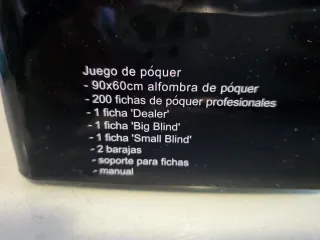 Juego de póquer
- 90x60cm alfombra de póquer
- 200 fichas de póquer profesionales
- 1 ficha 'Dealer'
- 1 ficha 'Big Blind'
- 1 ficha 'Small Blind'
- 2 barajas
- soporte para fichas
- manual